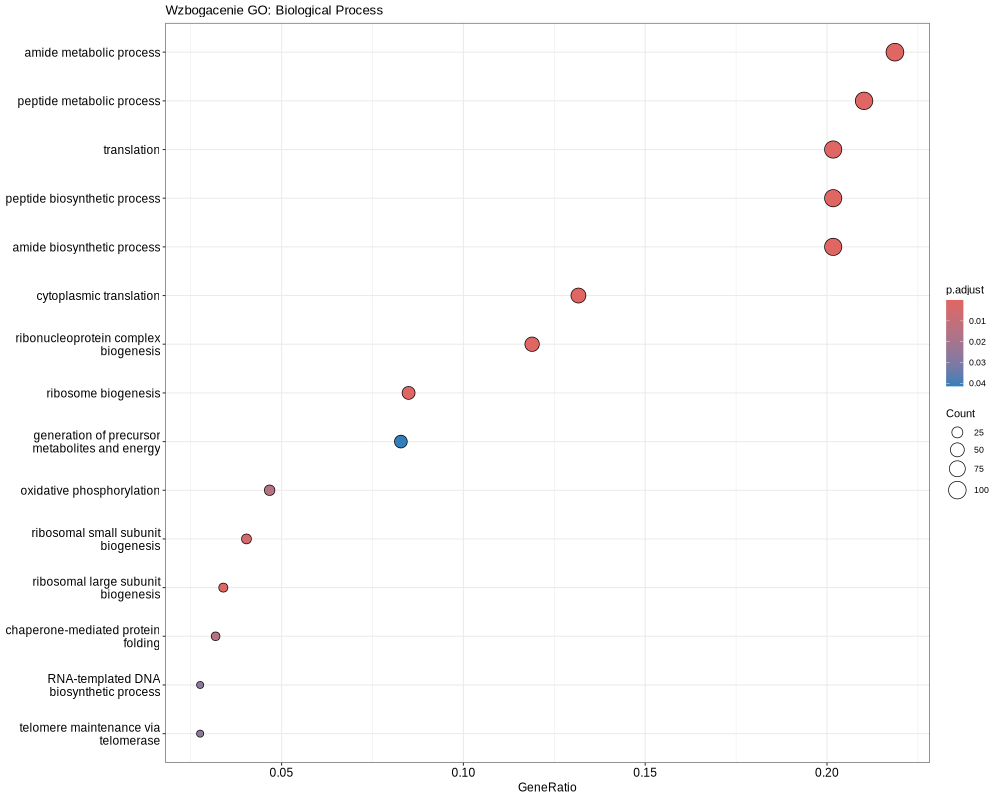 Wzbogacenie GO: Biological Process
amide metabolic process
peptide metabolic process
translation
peptide biosynthetic process
amide biosynthetic process
cytoplasmic translation
ribonucleoprotein complex
biogenesis
ribosome biogenesis
generation of precursor
metabolites and energy
oxidative phosphorylation
ribosomal small subunit
biogenesis
ribosomal large subunit
biogenesis
chaperone-mediated protein
folding
RNA-templated DNA
biosynthetic process
telomere maintenance via
telomerase
0.05
0.10
0.15
0.20
GeneRatio
p.adjust
0.01
0.02
0.03
0.04
Count
25
50
75
100